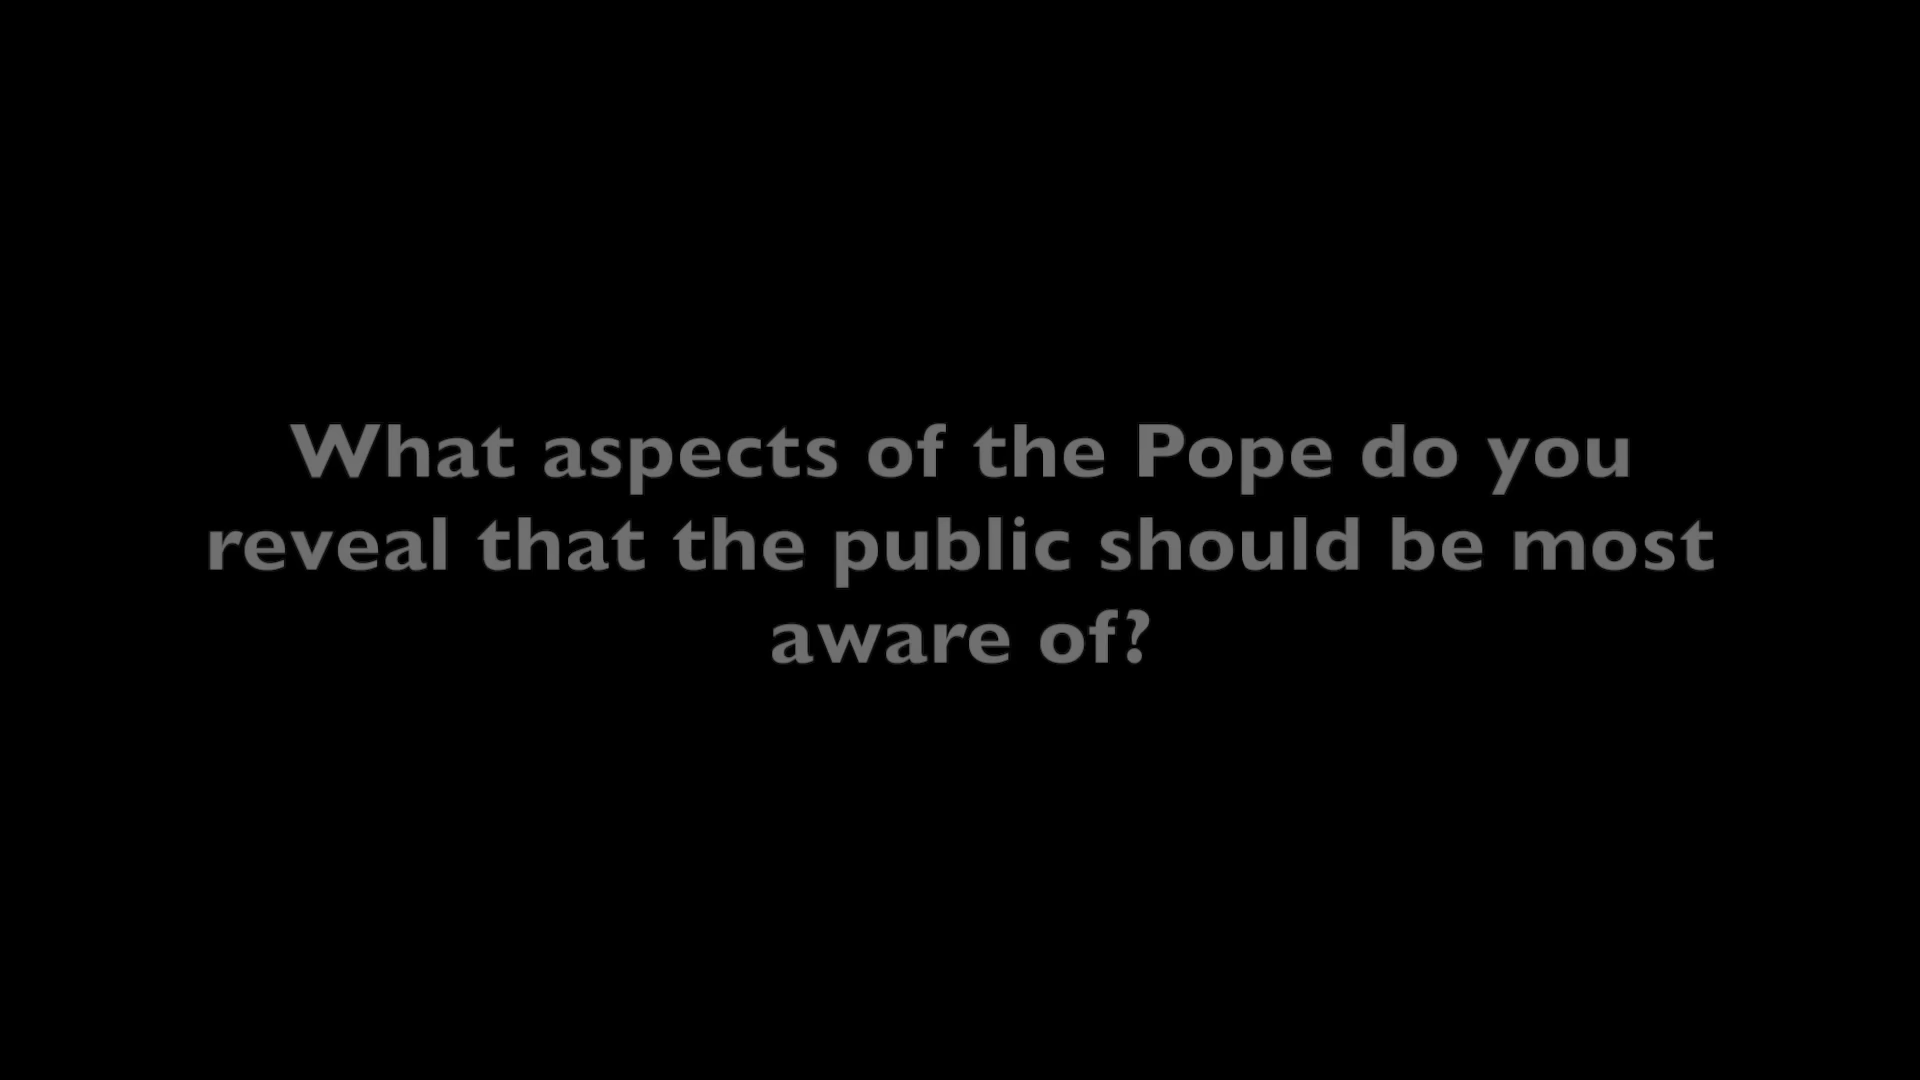 What aspects of the Pope do you
reveal that the public should be most
aware of?